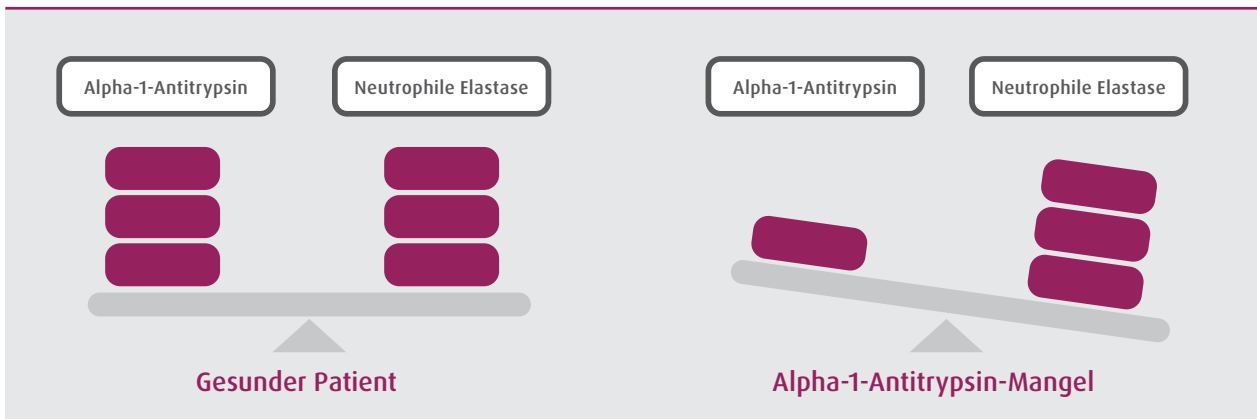 Alpha-1-Antitrypsin
Neutrophile Elastase
Alpha-1-Antitrypsin
Neutrophile Elastase
Gesunder Patient
Alpha-1-Antitrypsin-Mangel